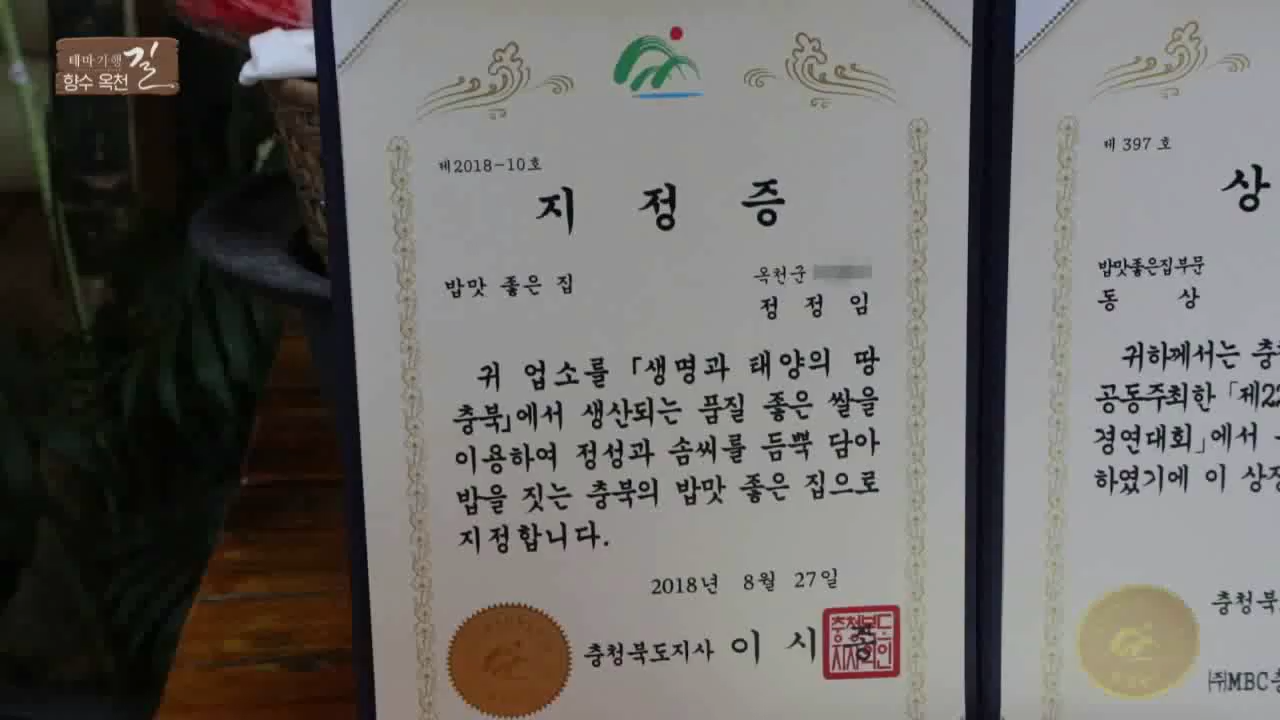 테마기행 길
향수 옥천
제2018-10호
지 정 증
밥맛 좋은 집
옥천군
정 정 임
귀 업소를 「생명과 태양의 땅
충북」에서 생산되는 품질 좋은 쌀을
이용하여 정성과 솜씨를 듬뿍 담아
밥을 짓는 충북의 밥맛 좋은 집으로
지정합니다.
2018년 8월 27일
충청북도지사 이 시 종
제 397 호
상
밥맛좋은집부문
동 상
귀하께서는 충
공동주최한 「제22
경연대회」에서
하였기에 이 상장
충청북
㈜MBC충